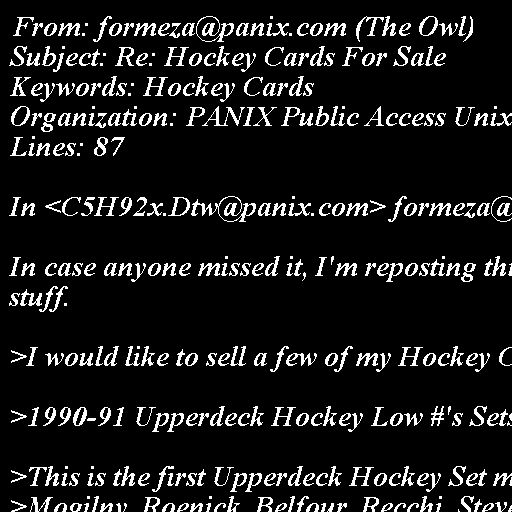 From: formeza@panix.com (The Owl)
Subject: Re: Hockey Cards For Sale
Keywords: Hockey Cards
Organization: PANIX Public Access Unix
Lines: 87
In <C5H92x.Dtw@panix.com> formeza@
In case anyone missed it, I'm reposting thi
stuff.
>I would like to sell a few of my Hockey C
>1990-91 Upperdeck Hockey Low #'s Sets
>This is the first Upperdeck Hockey Set m
>Mogilny, Roenick, Belfour, Recchi, Steve